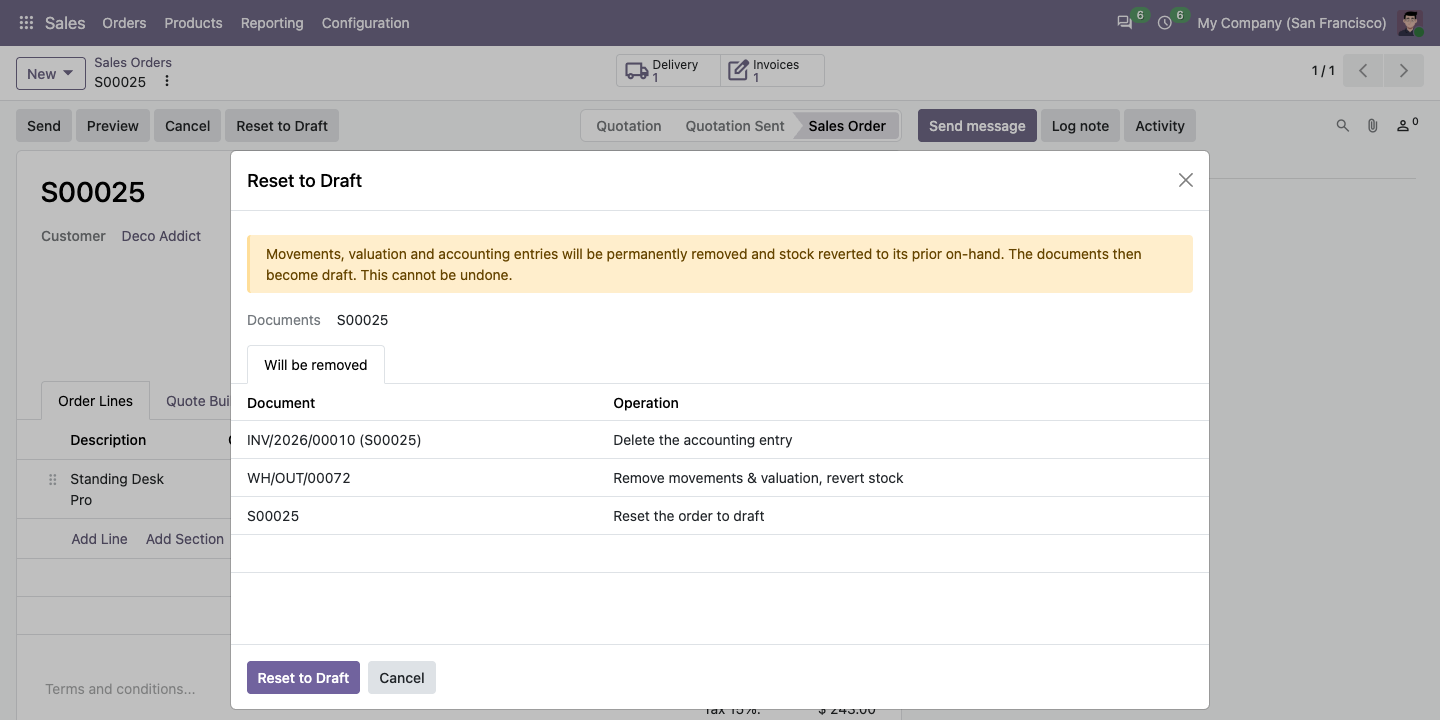 Sales Orders Products Reporting Configuration 6 6 My Company (San Francisco)
New Sales Orders
S00025
Delivery
1
Invoices
1
1 / 1
Send Preview Cancel Reset to Draft Quotation Quotation Sent Sales Order Send message Log note Activity 0
Reset to Draft
S00025
Customer Deco Addict
Movements, valuation and accounting entries will be permanently removed and stock reverted to its prior on-hand. The documents then
become draft. This cannot be undone.
Documents S00025
Will be removed
Order Lines Quote Bui
Document Operation
Description
INV/2026/00010 (S00025) Delete the accounting entry
WH/OUT/00072 Remove movements & valuation, revert stock
Standing Desk
Pro
S00025 Reset the order to draft
Add Line Add Section
Reset to Draft Cancel
Terms and conditions...
Tax 15%: $ 243.00